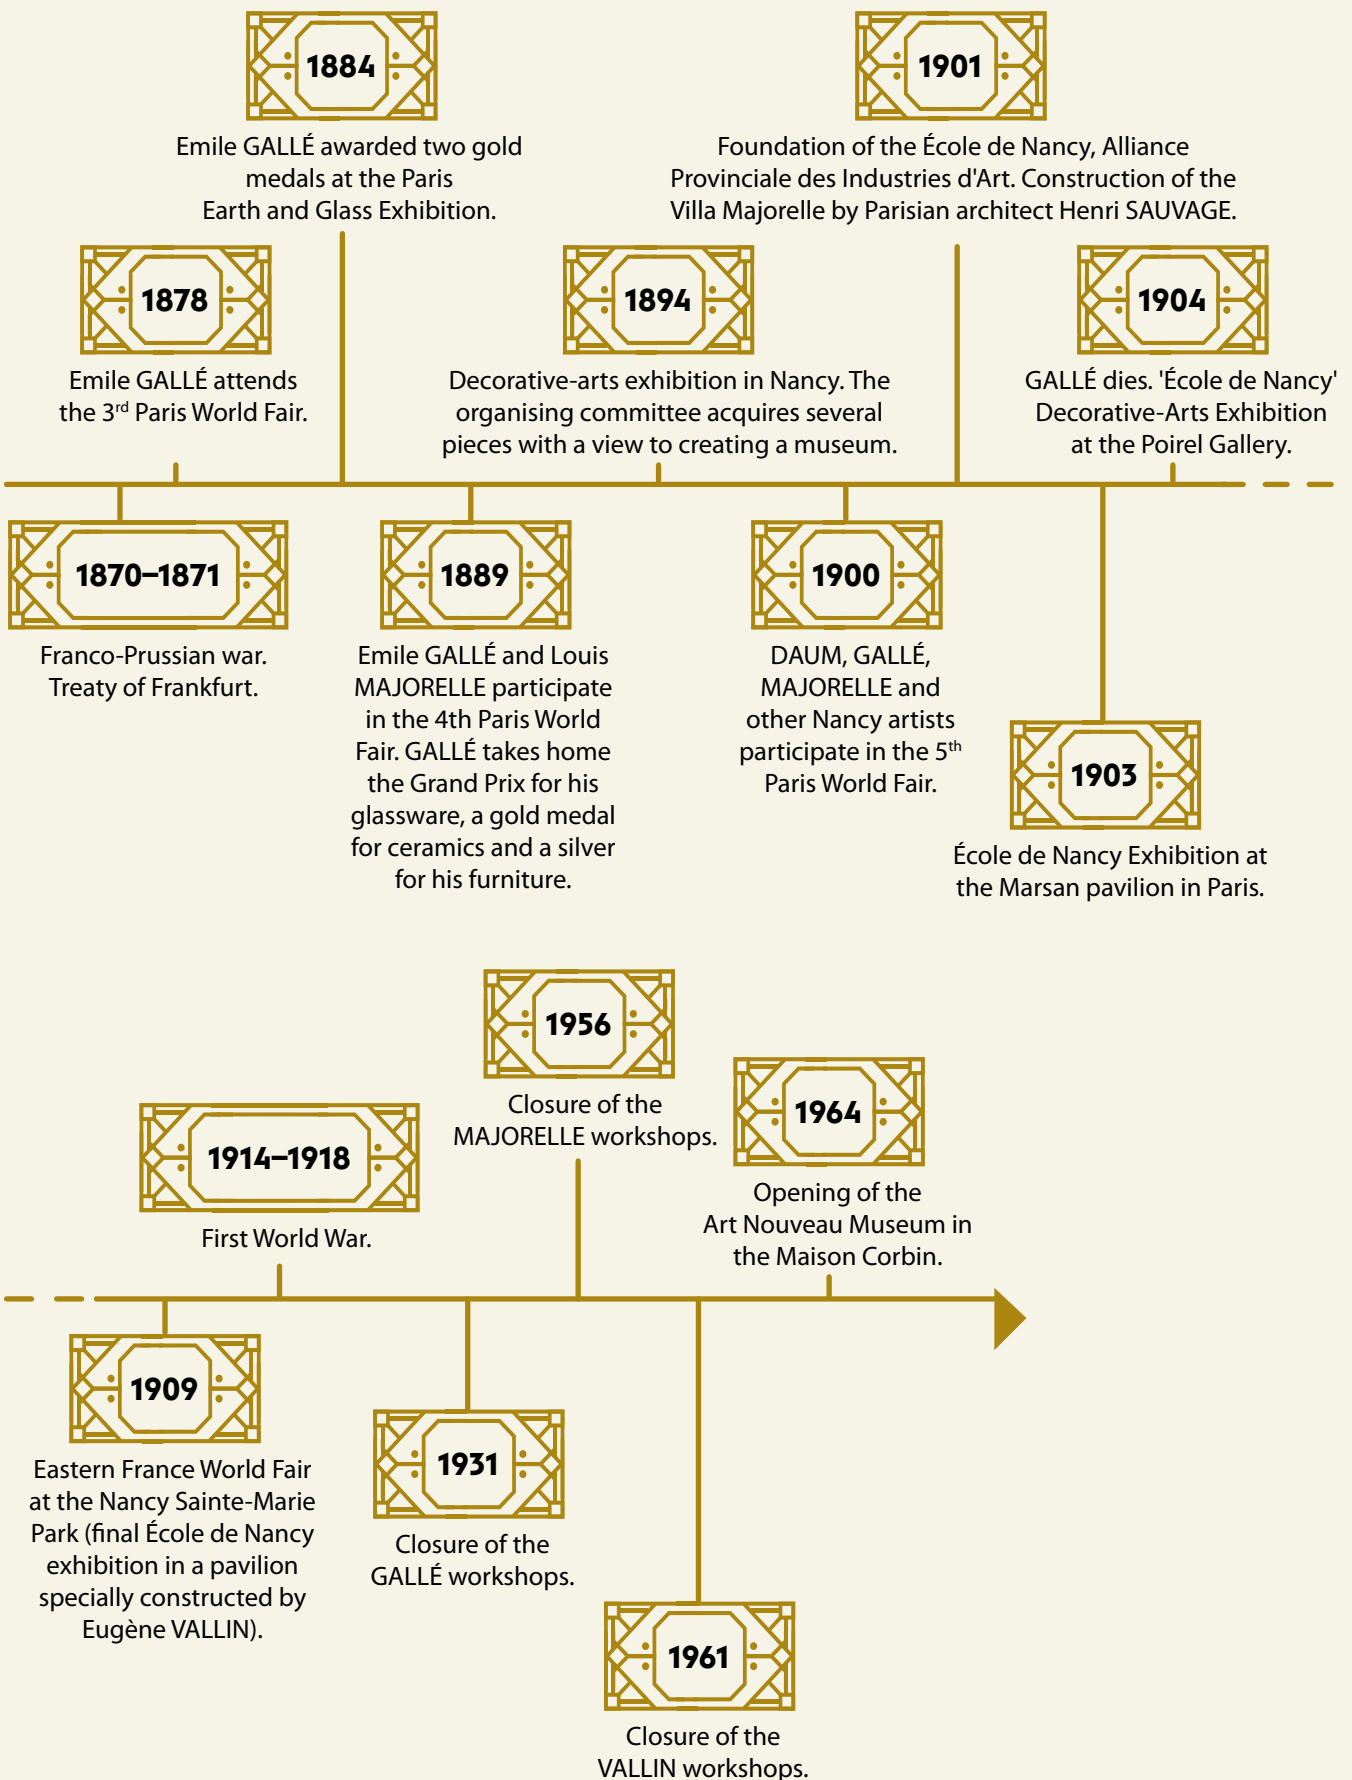 1884
Emile GALLÉ awarded two gold
medals at the Paris
Earth and Glass Exhibition.
1901
Foundation of the École de Nancy, Alliance
Provinciale des Industries d'Art. Construction of the
Villa Majorelle by Parisian architect Henri SAUVAGE.
1878
Emile GALLÉ attends
the 3rd Paris World Fair.
1894
Decorative-arts exhibition in Nancy. The
organising committee acquires several
pieces with a view to creating a museum.
1904
GALLÉ dies. 'École de Nancy'
Decorative-Arts Exhibition
at the Poirel Gallery.
1870–1871
Franco-Prussian war.
Treaty of Frankfurt.
1889
Emile GALLÉ and Louis
MAJORELLE participate
in the 4th Paris World
Fair. GALLÉ takes home
the Grand Prix for his
glassware, a gold medal
for ceramics and a silver
for his furniture.
1900
DAUM, GALLÉ,
MAJORELLE and
other Nancy artists
participate in the 5th
Paris World Fair.
1903
École de Nancy Exhibition at
the Marsan pavilion in Paris.
1956
Closure of the
MAJORELLE workshops.
1964
Opening of the
Art Nouveau Museum in
the Maison Corbin.
1914–1918
First World War.
1909
Eastern France World Fair
at the Nancy Sainte-Marie
Park (final École de Nancy
exhibition in a pavilion
specially constructed by
Eugène VALLIN).
1931
Closure of the
GALLÉ workshops.
1961
Closure of the
VALLIN workshops.